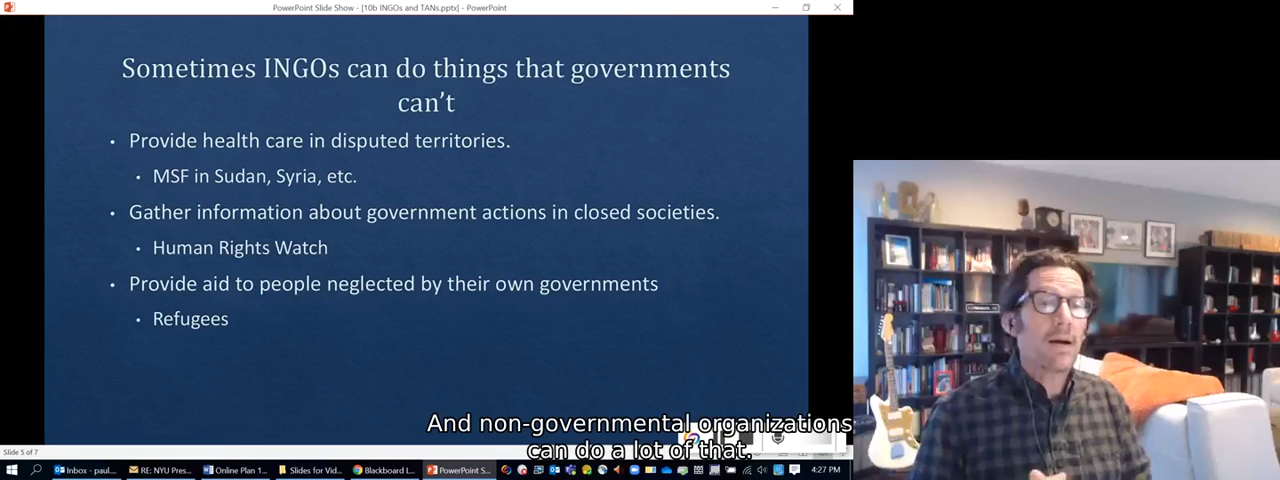 PowerPoint Slide Show - [10b INGOs and TANs.pptx] - PowerPoint
Sometimes INGOs can do things that governments
can't
• Provide health care in disputed territories.
• MSF in Sudan, Syria, etc.
• Gather information about government actions in closed societies.
• Human Rights Watch
• Provide aid to people neglected by their own governments
• Refugees
And non-governmental organizations
can do a lot of that.
Slide 5 of 7
Inbox - paul...
RE: NYU Pres...
Online Plan 1...
Slides for Vid...
Blackboard L...
PowerPoint S...
4:27 PM